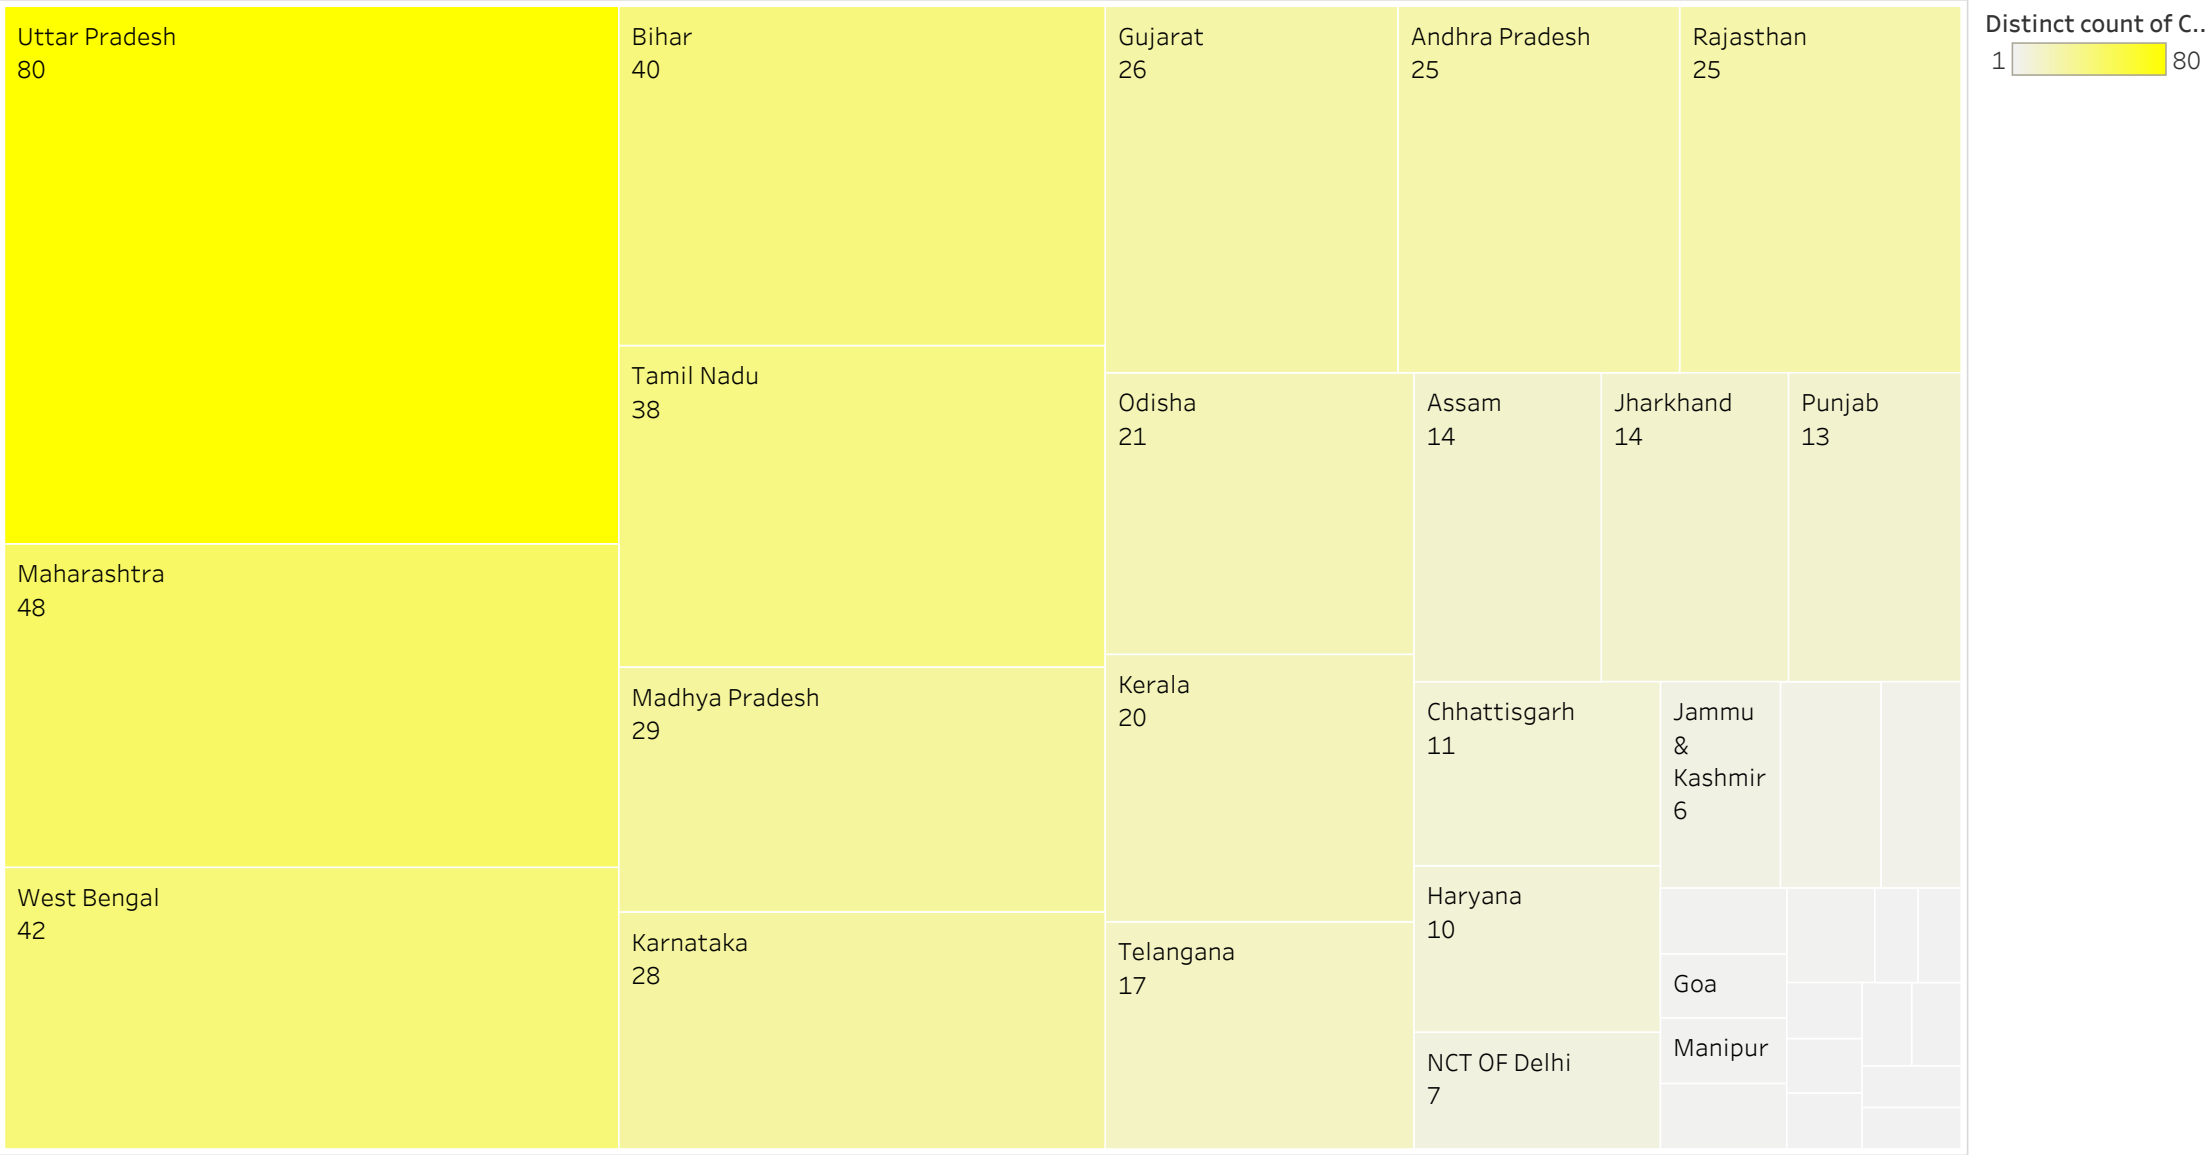 Uttar Pradesh
80
Maharashtra
48
West Bengal
42
Bihar
40
Tamil Nadu
38
Madhya Pradesh
29
Karnataka
28
Gujarat
26
Andhra Pradesh
25
Rajasthan
25
Odisha
21
Kerala
20
Telangana
17
Assam
14
Jharkhand
14
Punjab
13
Chhattisgarh
11
Haryana
10
NCT OF Delhi
7
Jammu
&
Kashmir
6
Goa
Manipur
Distinct count of C..
1 80